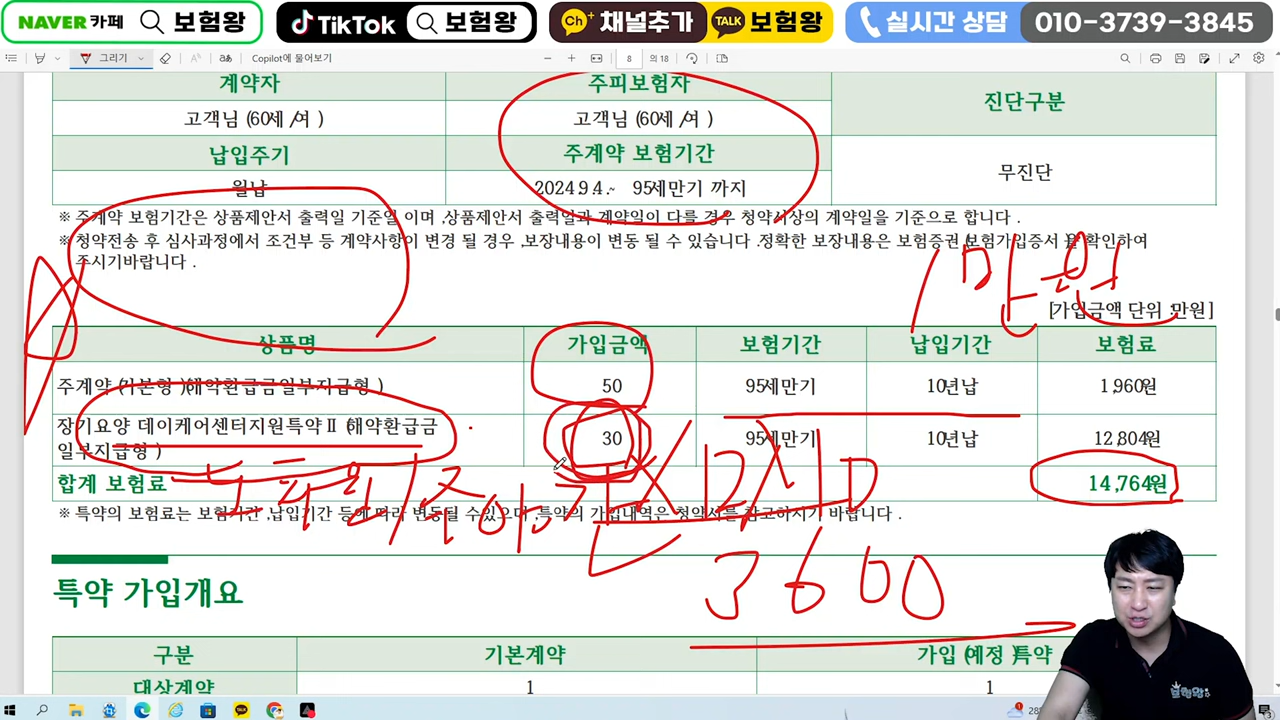 NAVER 카페 보험왕 TikTok 보험왕 Ch+ 채널추가 TALK 보험왕 실시간 상담 010-3739-3845
그리기 Copilot에 물어보기 8 의 18
계약자 주피보험자 진단구분
고객님 (60세 /여 ) 고객님 (60세 /여 )
납입주기 주계약 보험기간 무진단
월납 2024 9 4 .~ 95세만기 까지
※ 주계약 보험기간은 상품제안서 출력일 기준일 이며 ,상품제안서 출력일과 계약일이 다를 경우 청약서상의 계약일을 기준으로 합니다 .
※ 청약전송 후 심사과정에서 조건부 등 계약사항이 변경 될 경우 ,보장내용이 변동 될 수 있습니다 .정확한 보장내용은 보험증권 보험가입증서 를 확인하여
주시기바랍니다 .
1만원
[가입금액 단위 :만원]
상품명 가입금액 보험기간 납입기간 보험료
주계약 (기본형 )(해약환급금일부지급형 ) 50 95세만기 10년납 1,960원
장기요양 데이케어센터지원특약Ⅱ (해약환급금 30 95세만기 10년납 12,804원
일부지급형 )
합계 보험료 14,764원
※ 특약의 보험료는 보험기간 ,납입기간 등에 따라 변동될 수있으며 ,특약의 가입내역은 청약서를 참고하시기 바랍니다 .
3600
특약 가입개요
구분 기본계약 가입 (예정 )특약
대상계약 1 1
보험왕